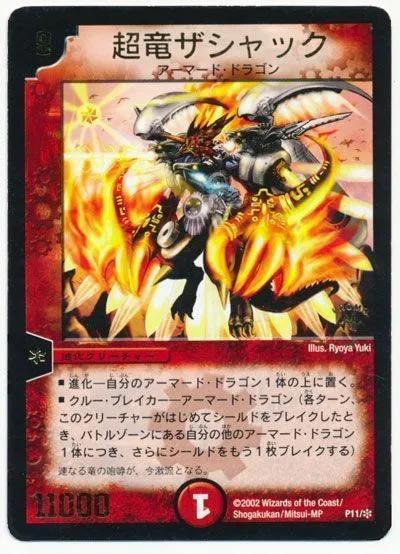 超竜ザシャック
アーマード・ドラゴン
Illus. Ryoya Yuki
進化クリーチャー
■ 進化—自分のアーマード・ドラゴン1体の上に置く。
■ クルー・ブレイカー—アーマード・ドラゴン（各ターン、
このクリーチャーがはじめてシールドをブレイクしたと
き、バトルゾーンにある自分の他のアーマード・ドラゴン
1体につき、さらにシールドをもう1枚ブレイクする）
連なる竜の咆哮が、今激流となる。
11000
1
©2002 Wizards of the Coast/
Shogakukan/Mitsui-MP
P11/